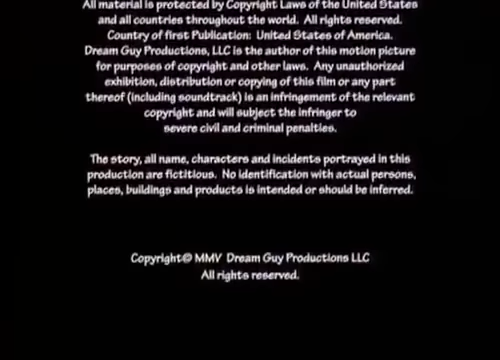 All material is protected by Copyright Laws of the United States
and all countries throughout the world. All rights reserved.
Country of first Publication: United States of America.
Dream Guy Productions, LLC is the author of this motion picture
for purposes of copyright and other laws. Any unauthorized
exhibition, distribution or copying of this film or any part
thereof (including soundtrack) is an infringement of the relevant
copyright and will subject the infringer to
severe civil and criminal penalties.
The story, all name, characters and incidents portrayed in this
production are fictitious. No identification with actual persons,
places, buildings and products is intended or should be inferred.
Copyright© MMV Dream Guy Productions LLC
All rights reserved.